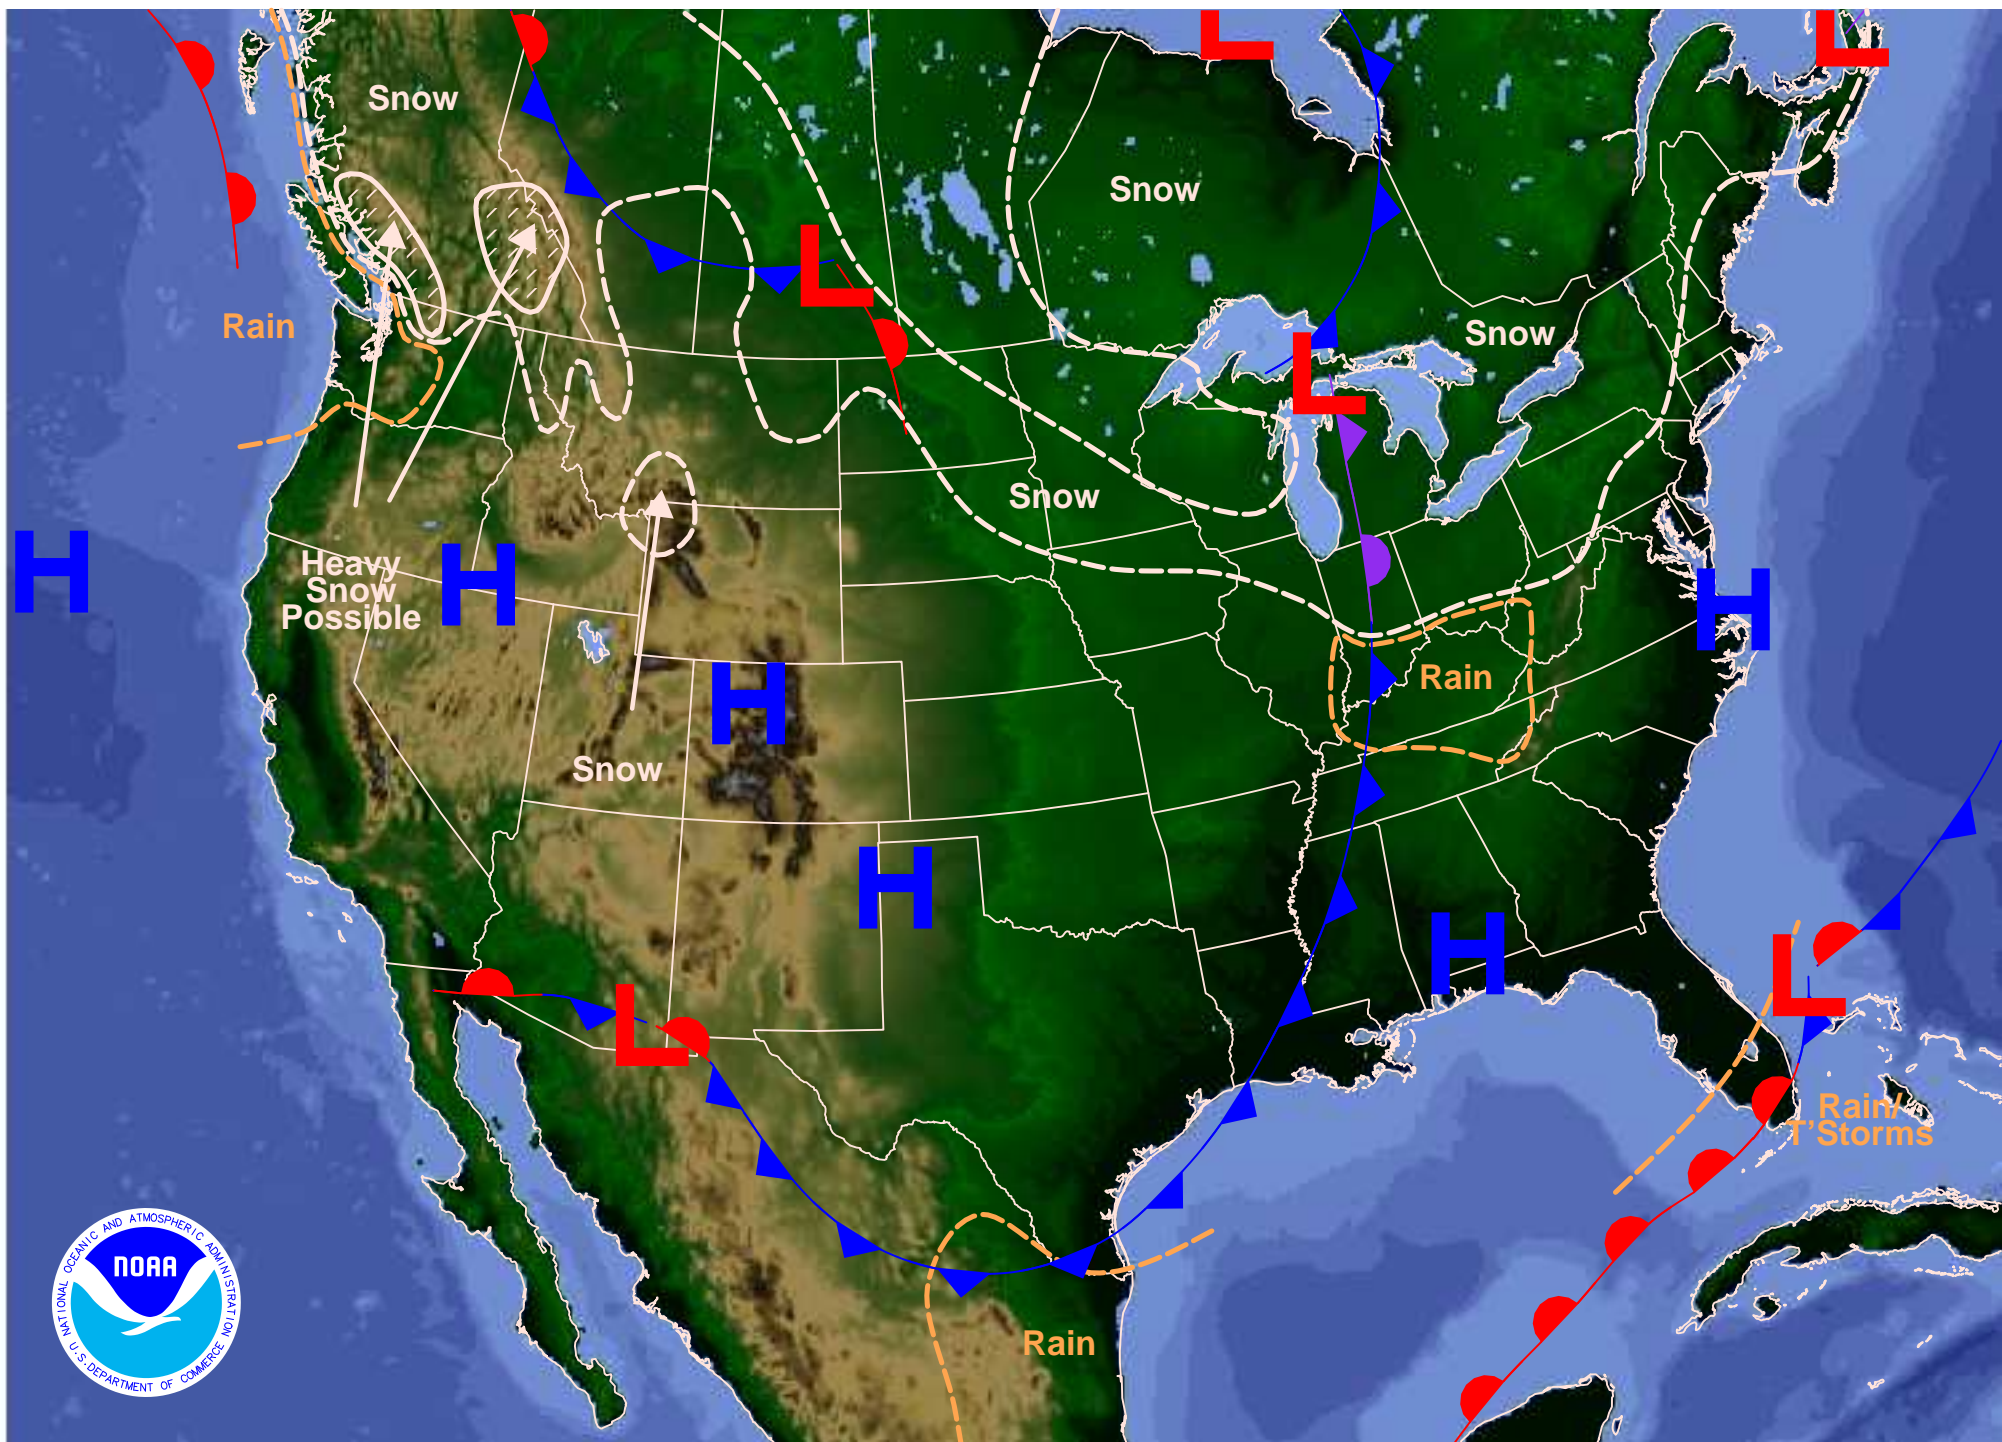 L
L
Snow
Snow
L
Rain
Snow
L
Snow
H
Heavy
Snow
Possible
H
H
Rain
H
Snow
H
H
L
L
Rain/
T'Storms
Rain
NATIONAL OCEANIC AND ATMOSPHERIC ADMINISTRATION
NOAA
U.S. DEPARTMENT OF COMMERCE